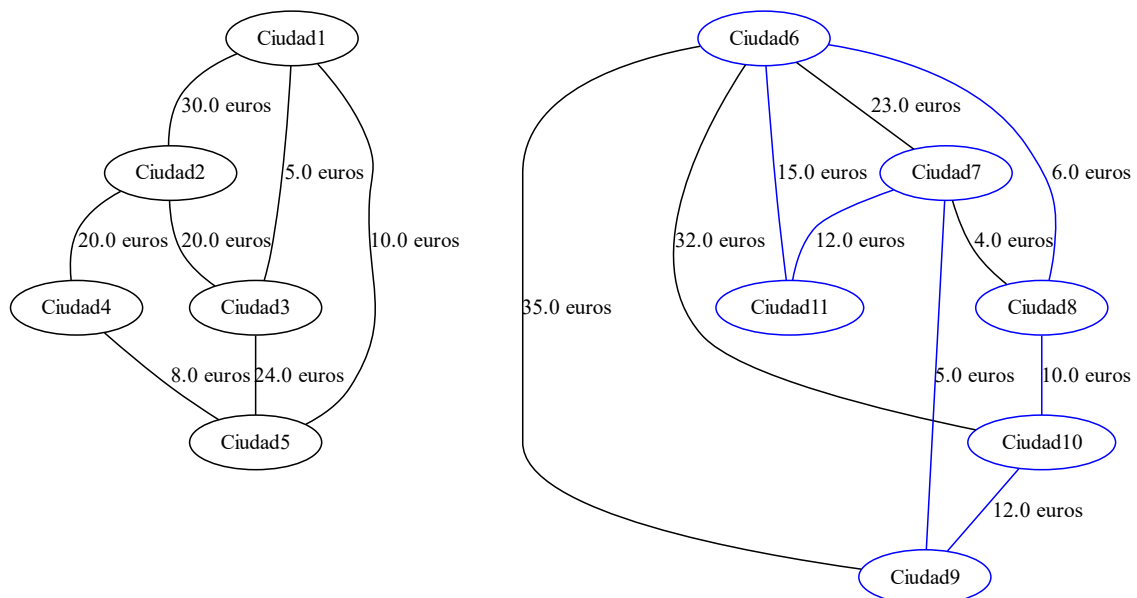 Ciudad1
Ciudad6
30.0 euros
23.0 euros
Ciudad2
5.0 euros
15.0 euros
Ciudad7
6.0 euros
20.0 euros
20.0 euros
10.0 euros
32.0 euros
12.0 euros
4.0 euros
Ciudad4
Ciudad3
35.0 euros
Ciudad11
Ciudad8
8.0 euros
24.0 euros
5.0 euros
10.0 euros
Ciudad5
Ciudad10
12.0 euros
Ciudad9